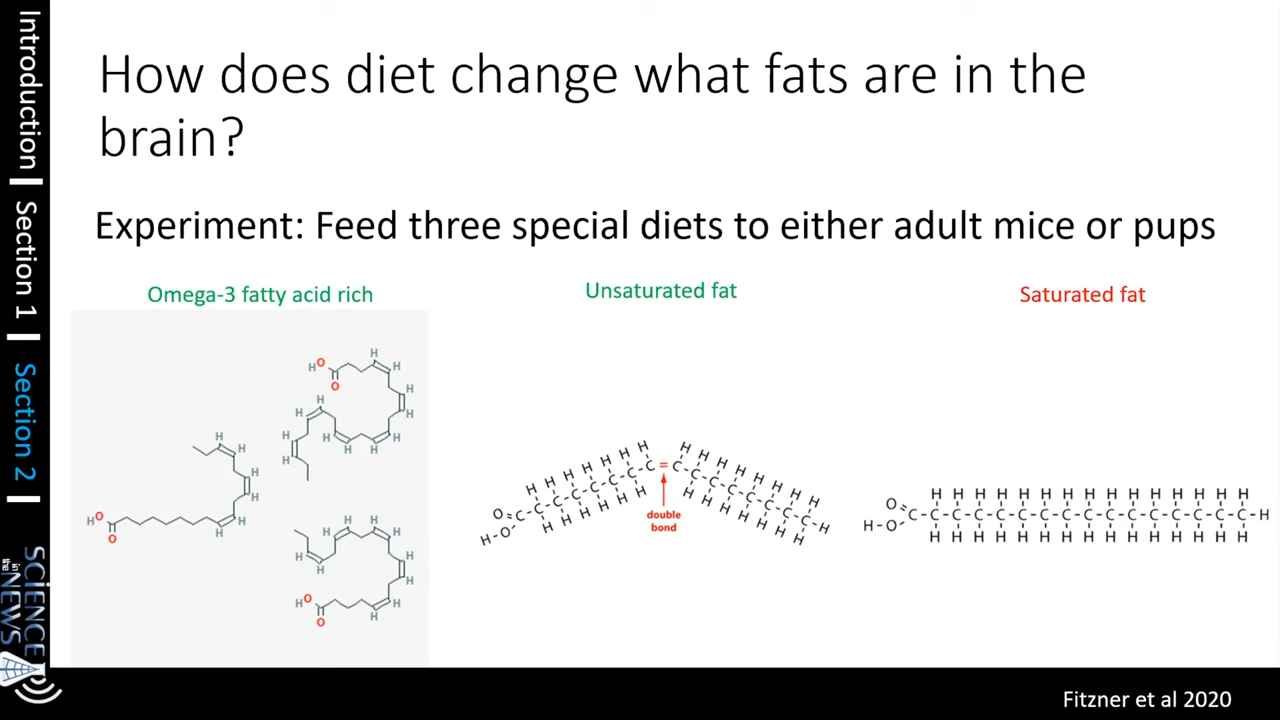 How does diet change what fats are in the
brain?
Experiment: Feed three special diets to either adult mice or pups
Omega-3 fatty acid rich
Unsaturated fat
Saturated fat
double
bond
Introduction
Section 1
Section 2
SCIENCE
in
the
NEWS
Fitzner et al 2020